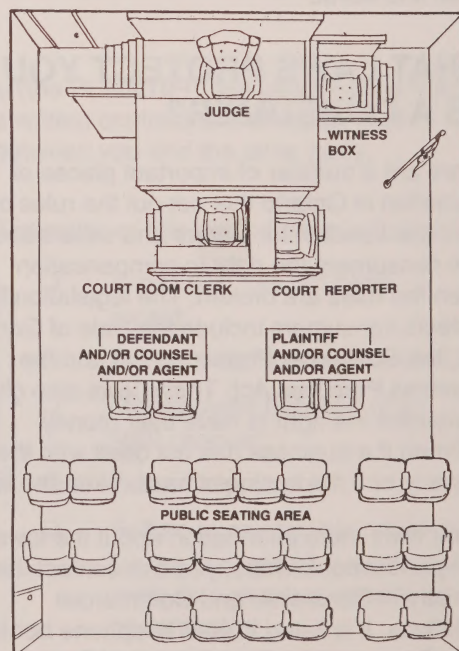 JUDGE
WITNESS
BOX
COURT ROOM CLERK
COURT REPORTER
DEFENDANT
AND/OR COUNSEL
AND/OR AGENT
PLAINTIFF
AND/OR COUNSEL
AND/OR AGENT
PUBLIC SEATING AREA